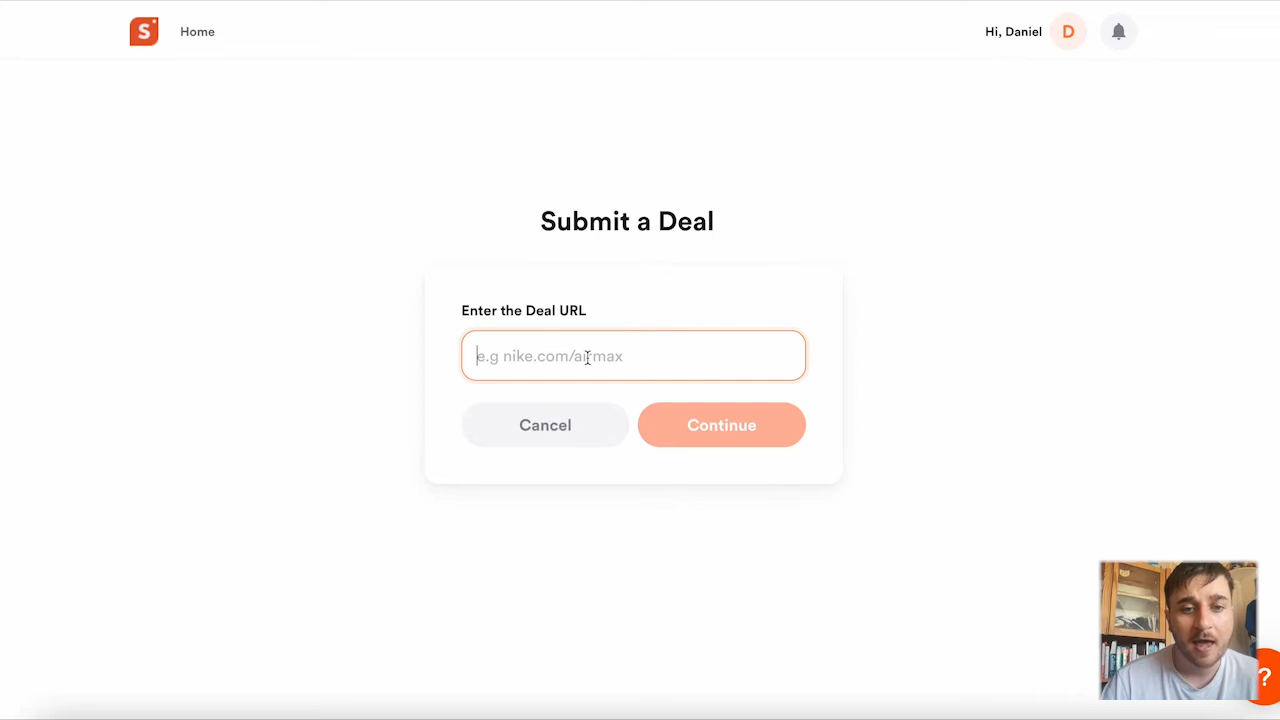 S
Home
Hi, Daniel
D
Submit a Deal
Enter the Deal URL
e.g nike.com/airmax
Cancel
Continue
?